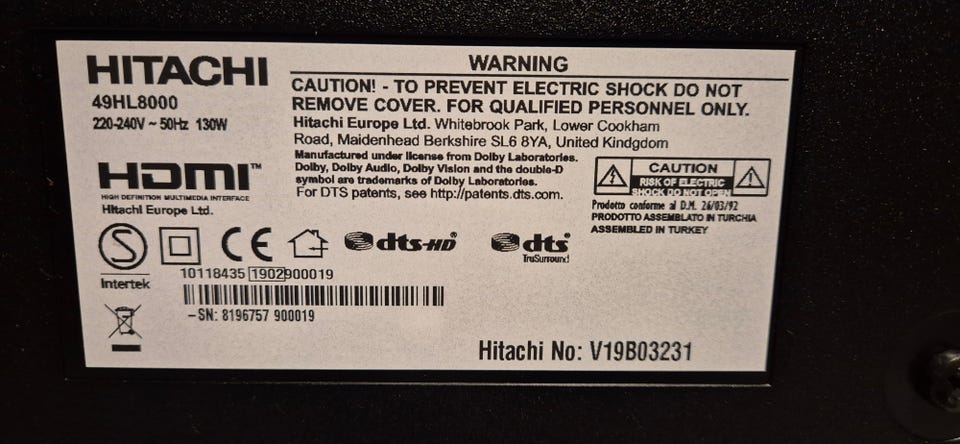 HITACHI
49HL8000
220-240V ~ 50Hz 130W
HDMI™
HIGH DEFINITION MULTIMEDIA INTERFACE
Hitachi Europe Ltd.
WARNING
CAUTION! - TO PREVENT ELECTRIC SHOCK DO NOT
REMOVE COVER. FOR QUALIFIED PERSONNEL ONLY.
Hitachi Europe Ltd. Whitebrook Park, Lower Cookham
Road, Maidenhead Berkshire SL6 8YA, United Kindgdom
Manufactured under license from Dolby Laboratories.
Dolby, Dolby Audio, Dolby Vision and the double-D
symbol are trademarks of Dolby Laboratories.
For DTS patents, see http://patents.dts.com.
CAUTION
RISK OF ELECTRIC
SHOCK DO NOT OPEN
Prodotto conforme al D.M. 26/03/92
PRODOTTO ASSEMBLATO IN TURCHIA
ASSEMBLED IN TURKEY
S
Intertek
CE
dts-HD®
dts®
TruSurround
10118435 1902900019
-SN: 8196757 900019
Hitachi No: V19B03231